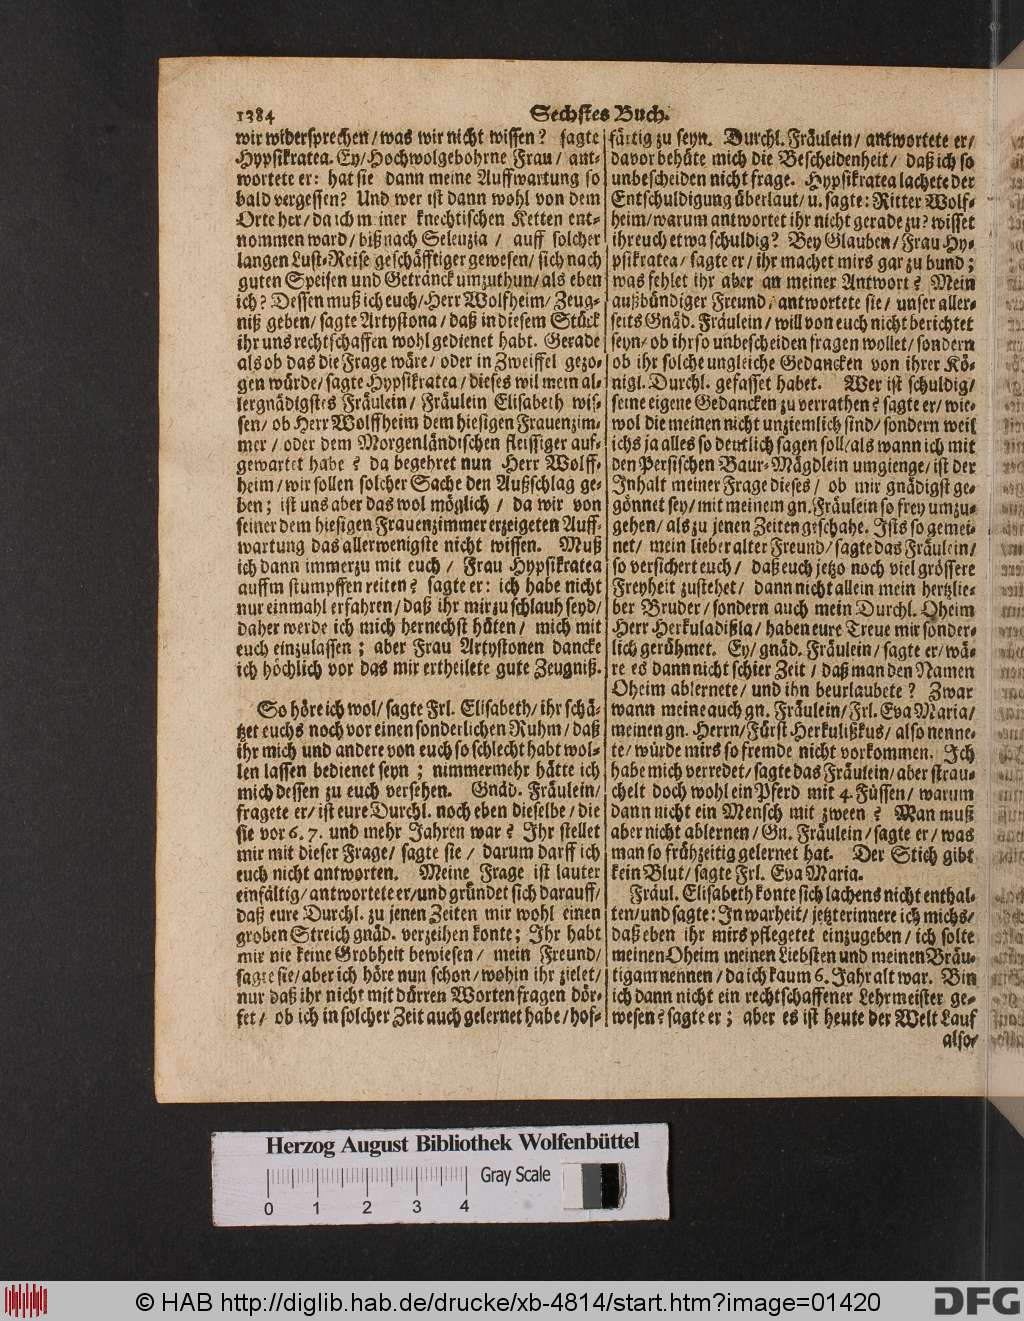 1384
Sechstes Buch.
wir widersprechen/ was wir nicht wissen? sagte
Hypsikratea. Ey/ Hochwolgebohrne Frau/ ant-
wortete er: hat sie dann meine Auffwartung so
bald vergessen? Und wer ist dann wohl von dem
Orte her/ da ich meiner knechtischen Ketten ent-
nommen ward/ biß nach Seleuzia/ auff solcher
langen Lust-Reise geschäfftiger gewesen/ sich nach
guten Speisen und Getränck umzuthun/ als eben
ich? Dessen muß ich euch/ Herr Wolfheim/ Zeug-
niß geben/ sagte Artystona/ daß in diesem Stück
ihr uns rechtschaffen wohl gedienet habt. Gerade
als ob das die Frage wäre/ oder in Zweiffel gezo-
gen würde/ sagte Hypsikratea/ dieses wil mein al-
lergnädigstes Fräulein/ Fräulein Elisabeth wis-
sen/ ob Herr Wolffheim dem hiesigen Frauenzim-
mer/ oder dem Morgenländischen fleissiger auf-
gewartet habe? da begehret nun Herr Wolff-
heim/ wir sollen solcher Sache den Außschlag ge-
ben; ist uns aber das wol möglich/ da wir von
seiner dem hiesigen Frauenzimmer erzeigeten Auff-
wartung das allerwenigste nicht wissen. Muß
ich dann immerzu mit euch/ Frau Hypsikratea
auffm stumpffen reiten? sagte er: ich habe nicht
nur einmahl erfahren/ daß ihr mir zu schlauh seyd/
daher werde ich mich hernechst hüten/ mich mit
euch einzulassen; aber Frau Artystonen dancke
ich höchlich vor das mir ertheilete gute Zeugniß.
So höre ich wol/ sagte Frl. Elisabeth/ ihr schä-
tzet euchs noch vor einen sonderlichen Ruhm/ daß
ihr mich und andere von euch so schlecht habt wol-
len lassen bedienet seyn; nimmermehr hätte ich
mich dessen zu euch versehen. Gnäd. Fräulein/
fragete er/ ist eure Durchl. noch eben dieselbe/ die
sie vor 6. 7. und mehr Jahren war? Ihr stellet
mir mit dieser Frage/ sagte sie/ darum darff ich
euch nicht antworten. Meine Frage ist lauter
einfältig/ antwortete er/ und gründet sich darauff/
daß eure Durchl. zu jenen Zeiten mir wohl einen
groben Streich gnäd. verzeihen konte; Ihr habt
mir nie keine Grobheit bewiesen/ mein Freund/
sagte sie/ aber ich höre nun schon/ wohin ihr zielet/
nur daß ihr nicht mit dürren Worten fragen dör-
fet/ ob ich in solcher Zeit auch gelernet habe/ hof-
färtig zu seyn. Durchl. Fräulein/ antwortete er/
davor behüte mich die Bescheidenheit/ daß ich so
unbescheiden nicht frage. Hypsikratea lachete der
Entschuldigung überlaut/ u. sagte: Ritter Wolf-
heim/ warum antwortet ihr nicht gerade zu? wisset
ihr euch etwa schuldig? Bey Glauben/ Frau Hy-
psikratea/ sagte er/ ihr machet mirs gar zu bund;
was fehlet ihr aber an meiner Antwort? Mein
außbündiger Freund/ antwortete sie/ unser aller-
seits Gnäd. Fräulein/ will von euch nicht berichtet
seyn/ ob ihr so unbescheiden fragen wollet/ sondern
ob ihr solche ungleiche Gedancken von ihrer Kö-
nigl. Durchl. gefasset habet. Wer ist schuldig/
seine eigene Gedancken zu verrathen? sagte er/ wie-
wol die meinen nicht unziemlich sind/ sondern weil
ichs ja alles so deutlich sagen soll/ als wann ich mit
den Persischen Baur-Mägdlein umgienge/ ist der
Inhalt meiner Frage dieses/ ob mir gnädigst ge-
gönnet sey/ mit meinem gn. Fräulein so frey umzu-
gehen/ als zu jenen Zeiten geschahe. Ists so gemei-
net/ mein lieber alter Freund/ sagte das Fräulein/
so versichert euch/ daß euch jetzo noch viel grössere
Freyheit zustehet/ dann nicht allein mein hertzlie-
ber Bruder/ sondern auch mein Durchl. Oheim
Herr Herkuladißla/ haben eure Treue mir sonder-
lich gerühmet. Ey/ gnäd. Fräulein/ sagte er/ wä-
re es dann nicht schier Zeit/ daß man den Namen
Oheim ablernete/ und ihn beurlaubete? Zwar
wann meine auch gn. Fräulein/ Frl. Eva Maria/
meinen gn. Herrn/ Fürst Herkulißkus/ also nenne-
te/ würde mirs so fremde nicht vorkommen. Ich
habe mich verredet/ sagte das Fräulein/ aber strau-
chelt doch wohl ein Pferd mit 4. Füssen/ warum
dann nicht ein Mensch mit zween? Man muß
aber nicht ablernen/ Gn. Fräulein/ sagte er/ was
man so frühzeitig gelernet hat. Der Stich gibt
kein Blut/ sagte Frl. Eva Maria.
Fräul. Elisabeth konte sich lachens nicht enthal-
ten/ und sagte: In warheit/ jetzt erinnere ich michs/
daß eben ihr mirs pflegetet einzugeben/ ich solte
meinen Oheim meinen Liebsten und meinen Bräu-
tigam nennen/ da ich kaum 6. Jahr alt war. Bin
ich dann nicht ein rechtschaffener Lehrmeister ge-
wesen? sagte er; aber es ist heute der Welt Lauf
also/
Herzog August Bibliothek Wolfenbüttel
Gray Scale
0 1 2 3 4
© HAB http://diglib.hab.de/drucke/xb-4814/start.htm?image=01420
DFG